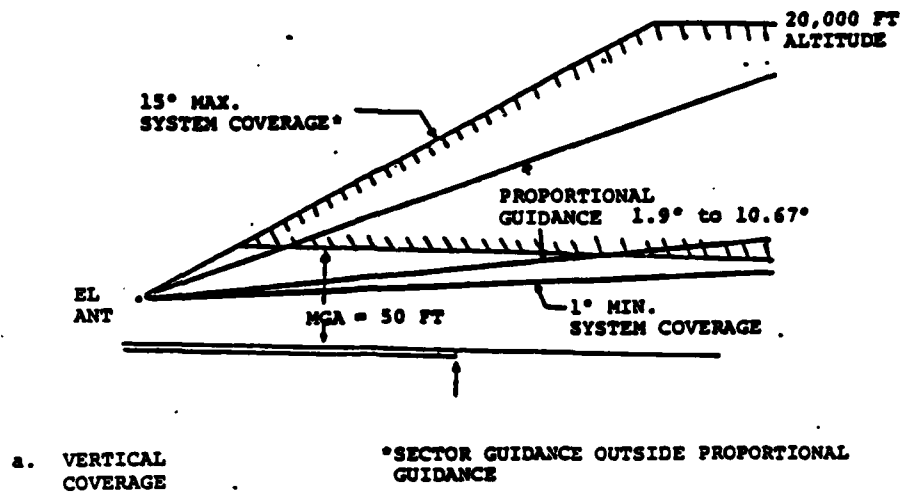 20,000 FT
ALTITUDE
15° MAX.
SYSTEM COVERAGE*
PROPORTIONAL
GUIDANCE 1.9° to 10.67°
EL
ANT
MGA = 50 FT
1° MIN.
SYSTEM COVERAGE
a. VERTICAL
COVERAGE
*SECTOR GUIDANCE OUTSIDE PROPORTIONAL
GUIDANCE